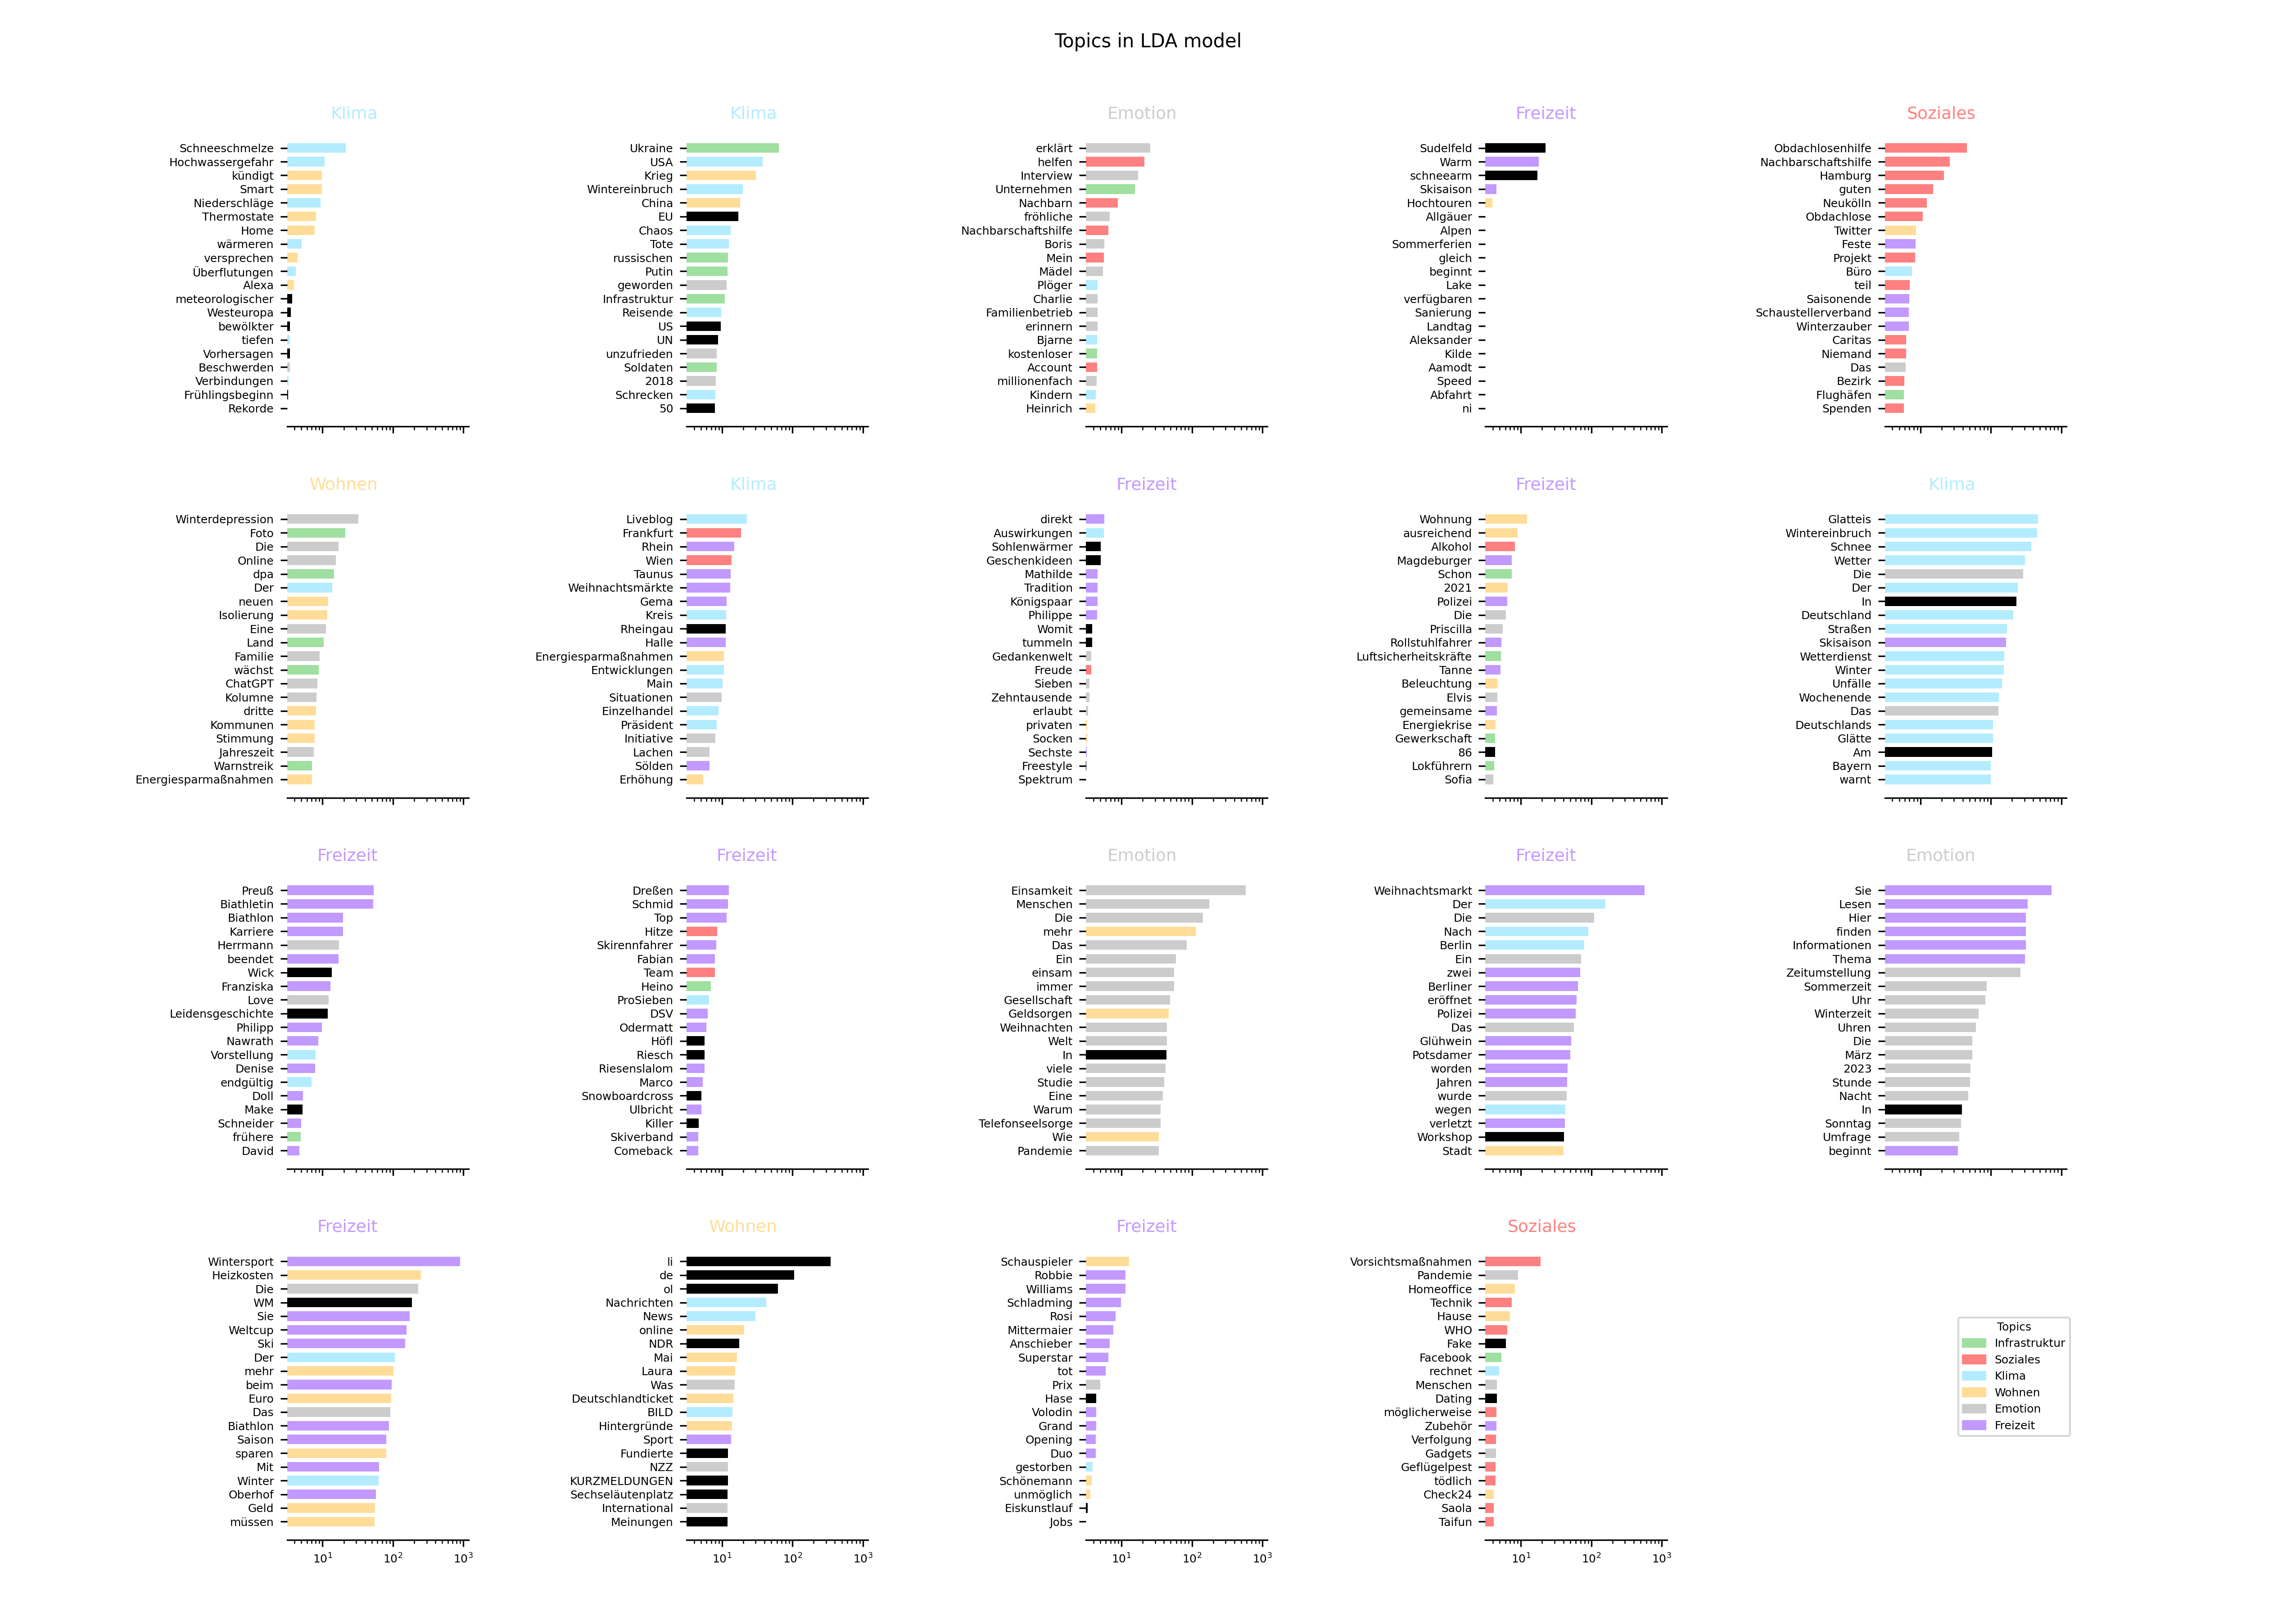 Topics in LDA model
Klima
Schneeschmelze
Hochwassergefahr
kündigt
Smart
Niederschläge
Thermostate
Home
wärmeren
versprechen
Überflutungen
Alexa
meteorologischer
Westeuropa
bewölkter
tiefen
Vorhersagen
Beschwerden
Verbindungen
Frühlingsbeginn
Rekorde
Klima
Ukraine
USA
Krieg
Wintereinbruch
China
EU
Chaos
Tote
russischen
Putin
geworden
Infrastruktur
Reisende
US
UN
unzufrieden
Soldaten
2018
Schrecken
50
Emotion
erklärt
helfen
Interview
Unternehmen
Nachbarn
fröhliche
Nachbarschaftshilfe
Boris
Mein
Mädel
Plöger
Charlie
Familienbetrieb
erinnern
Bjarne
kostenloser
Account
millionenfach
Kindern
Heinrich
Freizeit
Sudelfeld
Warm
schneearm
Skisaison
Hochtouren
Allgäuer
Alpen
Sommerferien
gleich
beginnt
Lake
verfügbaren
Sanierung
Landtag
Aleksander
Kilde
Aamodt
Speed
Abfahrt
ni
Soziales
Obdachlosenhilfe
Nachbarschaftshilfe
Hamburg
guten
Neukölln
Obdachlose
Twitter
Feste
Projekt
Büro
teil
Saisonende
Schaustellerverband
Winterzauber
Caritas
Niemand
Das
Bezirk
Flughäfen
Spenden
Wohnen
Winterdepression
Foto
Die
Online
dpa
Der
neuen
Isolierung
Eine
Land
Familie
wächst
ChatGPT
Kolumne
dritte
Kommunen
Stimmung
Jahreszeit
Warnstreik
Energiesparmaßnahmen
Klima
Liveblog
Frankfurt
Rhein
Wien
Taunus
Weihnachtsmärkte
Gema
Kreis
Rheingau
Halle
Energiesparmaßnahmen
Entwicklungen
Main
Situationen
Einzelhandel
Präsident
Initiative
Lachen
Sölden
Erhöhung
Freizeit
direkt
Auswirkungen
Sohlenwärmer
Geschenkideen
Mathilde
Tradition
Königspaar
Philippe
Womit
tummeln
Gedankenwelt
Freude
Sieben
Zehntausende
erlaubt
privaten
Socken
Sechste
Freestyle
Spektrum
Freizeit
Wohnung
ausreichend
Alkohol
Magdeburger
Schon
2021
Polizei
Die
Priscilla
Rollstuhlfahrer
Luftsicherheitskräfte
Tanne
Beleuchtung
Elvis
gemeinsame
Energiekrise
Gewerkschaft
86
Lokführern
Sofia
Klima
Glatteis
Wintereinbruch
Schnee
Wetter
Die
Der
In
Deutschland
Straßen
Skisaison
Wetterdienst
Winter
Unfälle
Wochenende
Das
Deutschlands
Glätte
Am
Bayern
warnt
Freizeit
Preuß
Biathletin
Biathlon
Karriere
Herrmann
beendet
Wick
Franziska
Love
Leidensgeschichte
Philipp
Nawrath
Vorstellung
Denise
endgültig
Doll
Make
Schneider
frühere
David
Freizeit
Dreßen
Schmid
Top
Hitze
Skirennfahrer
Fabian
Team
Heino
ProSieben
DSV
Odermatt
Höfl
Riesch
Riesenslalom
Marco
Snowboardcross
Ulbricht
Killer
Skiverband
Comeback
Emotion
Einsamkeit
Menschen
Die
mehr
Das
Ein
einsam
immer
Gesellschaft
Geldsorgen
Weihnachten
Welt
In
viele
Studie
Eine
Warum
Telefonseelsorge
Wie
Pandemie
Freizeit
Weihnachtsmarkt
Der
Die
Nach
Berlin
Ein
zwei
Berliner
eröffnet
Polizei
Das
Glühwein
Potsdamer
worden
Jahren
wurde
wegen
verletzt
Workshop
Stadt
Emotion
Sie
Lesen
Hier
finden
Informationen
Thema
Zeitumstellung
Sommerzeit
Uhr
Winterzeit
Uhren
Die
März
2023
Stunde
Nacht
In
Sonntag
Umfrage
beginnt
Freizeit
Wintersport
Heizkosten
Die
WM
Sie
Weltcup
Ski
Der
mehr
beim
Euro
Das
Biathlon
Saison
sparen
Mit
Winter
Oberhof
Geld
müssen
10¹ 10² 10³
Wohnen
li
de
ol
Nachrichten
News
online
NDR
Mai
Laura
Was
Deutschlandticket
BILD
Hintergründe
Sport
Fundierte
NZZ
KURZMELDUNGEN
Sechseläutenplatz
International
Meinungen
10¹ 10² 10³
Freizeit
Schauspieler
Robbie
Williams
Schladming
Rosi
Mittermaier
Anschieber
Superstar
tot
Prix
Hase
Volodin
Grand
Opening
Duo
gestorben
Schönemann
unmöglich
Eiskunstlauf
Jobs
10¹ 10² 10³
Soziales
Vorsichtsmaßnahmen
Pandemie
Homeoffice
Technik
Hause
WHO
Fake
Facebook
rechnet
Menschen
Dating
möglicherweise
Zubehör
Verfolgung
Gadgets
Geflügelpest
tödlich
Check24
Saola
Taifun
10¹ 10² 10³
Topics
Infrastruktur
Soziales
Klima
Wohnen
Emotion
Freizeit